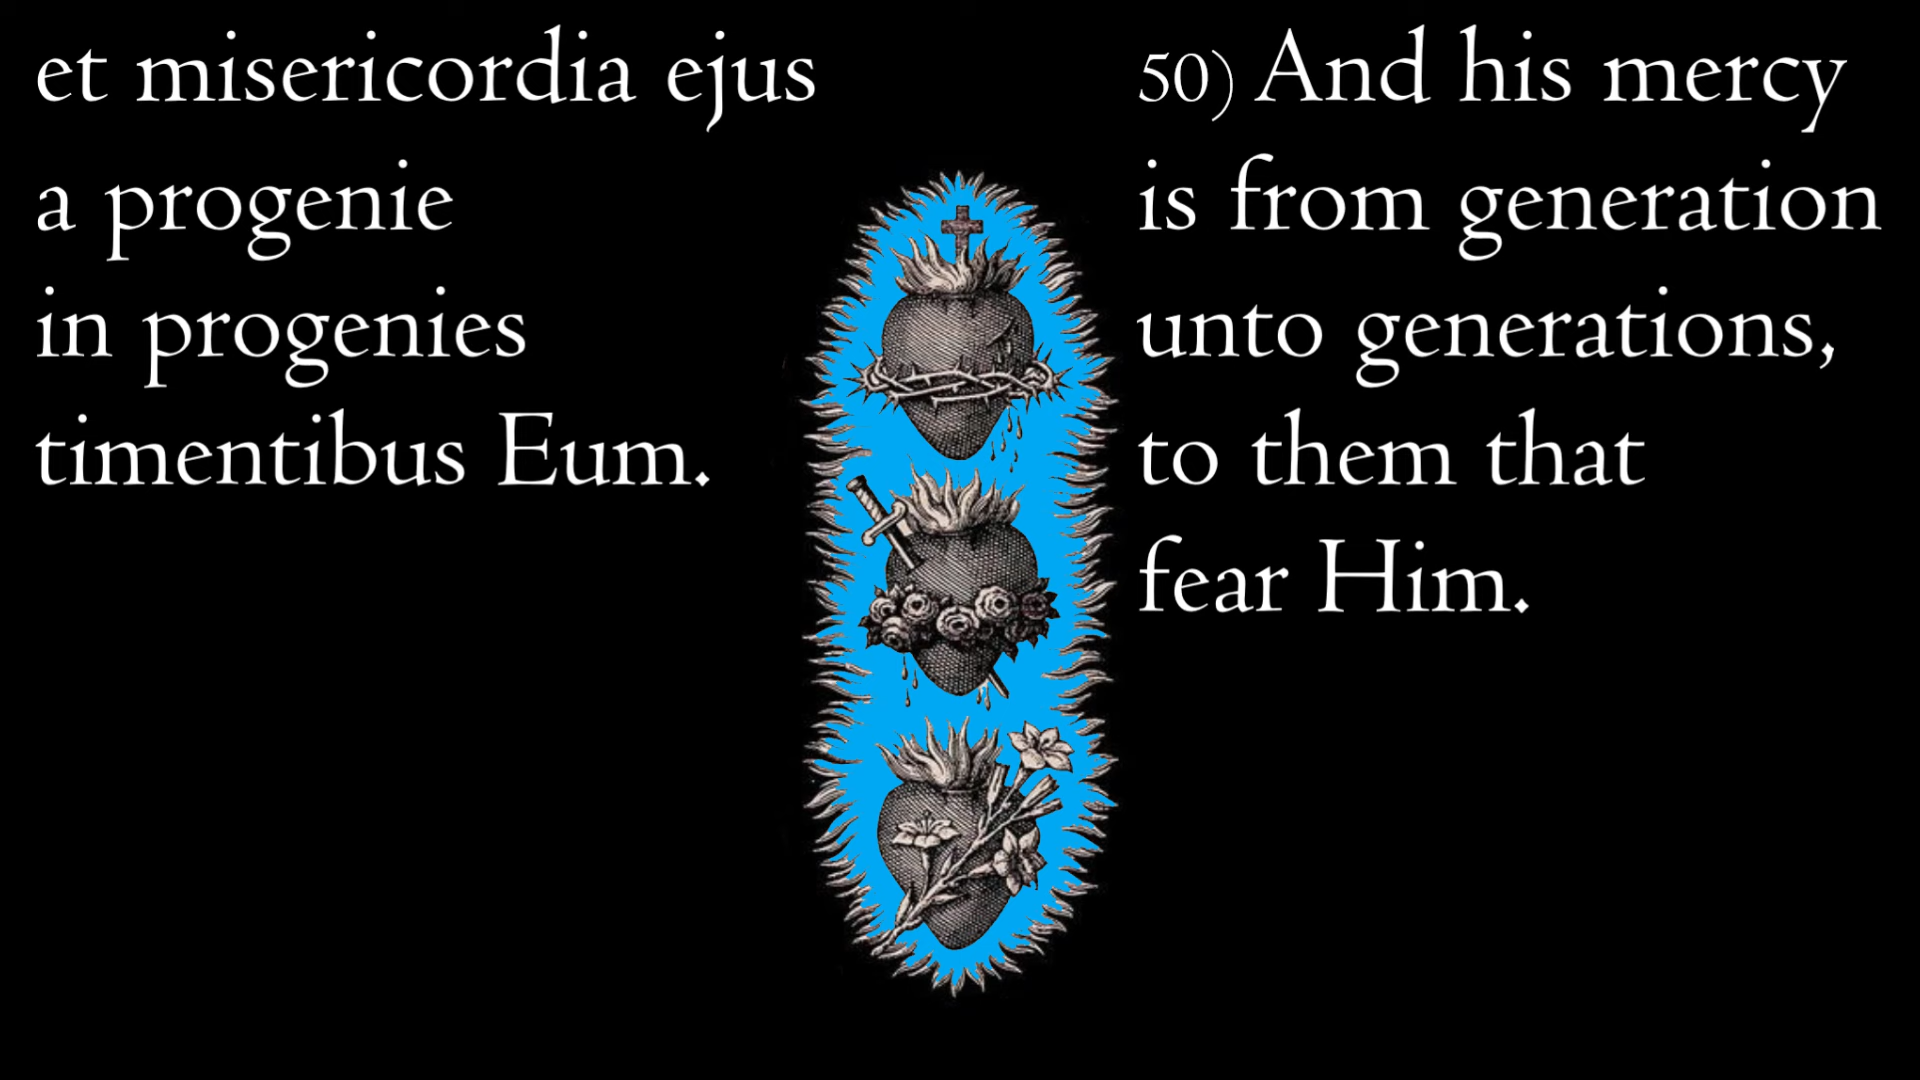 et misericordia ejus
a progenie
in progenies
timentibus Eum.
50) And his mercy
is from generation
unto generations,
to them that
fear Him.